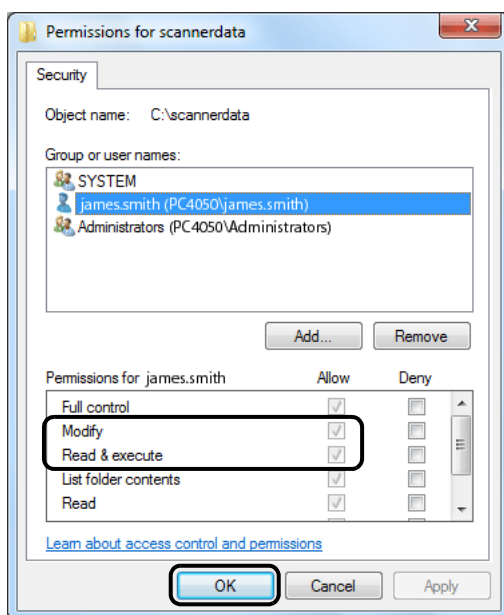 Permissions for scannerdata
Security
Object name: C:\scannerdata
Group or user names:
SYSTEM
james.smith (PC4050\james.smith)
Administrators (PC4050\Administrators)
Add... Remove
Permissions for james.smith Allow Deny
Full control
Modify
Read & execute
List folder contents
Read
Learn about access control and permissions
OK Cancel Apply